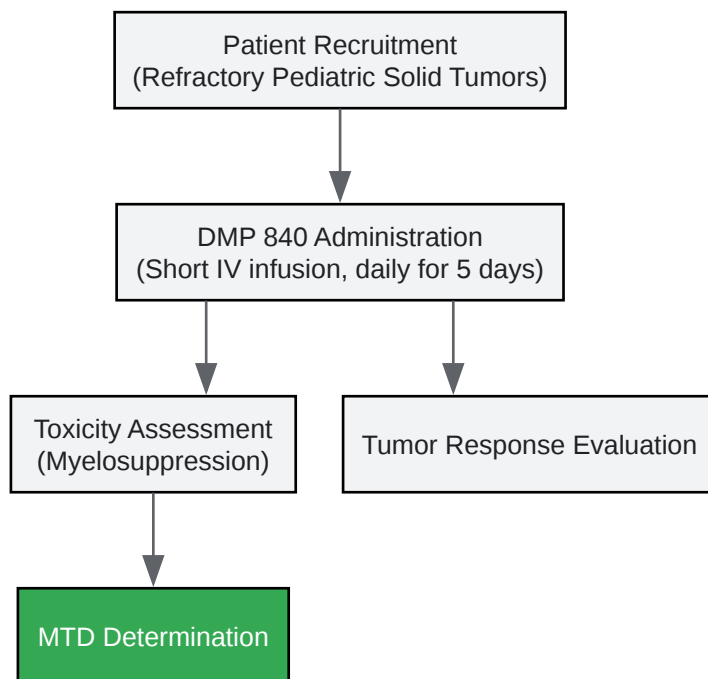 Patient Recruitment
(Refractory Pediatric Solid Tumors)
DMP 840 Administration
(Short IV infusion, daily for 5 days)
Toxicity Assessment
(Myelosuppression)
Tumor Response Evaluation
MTD Determination